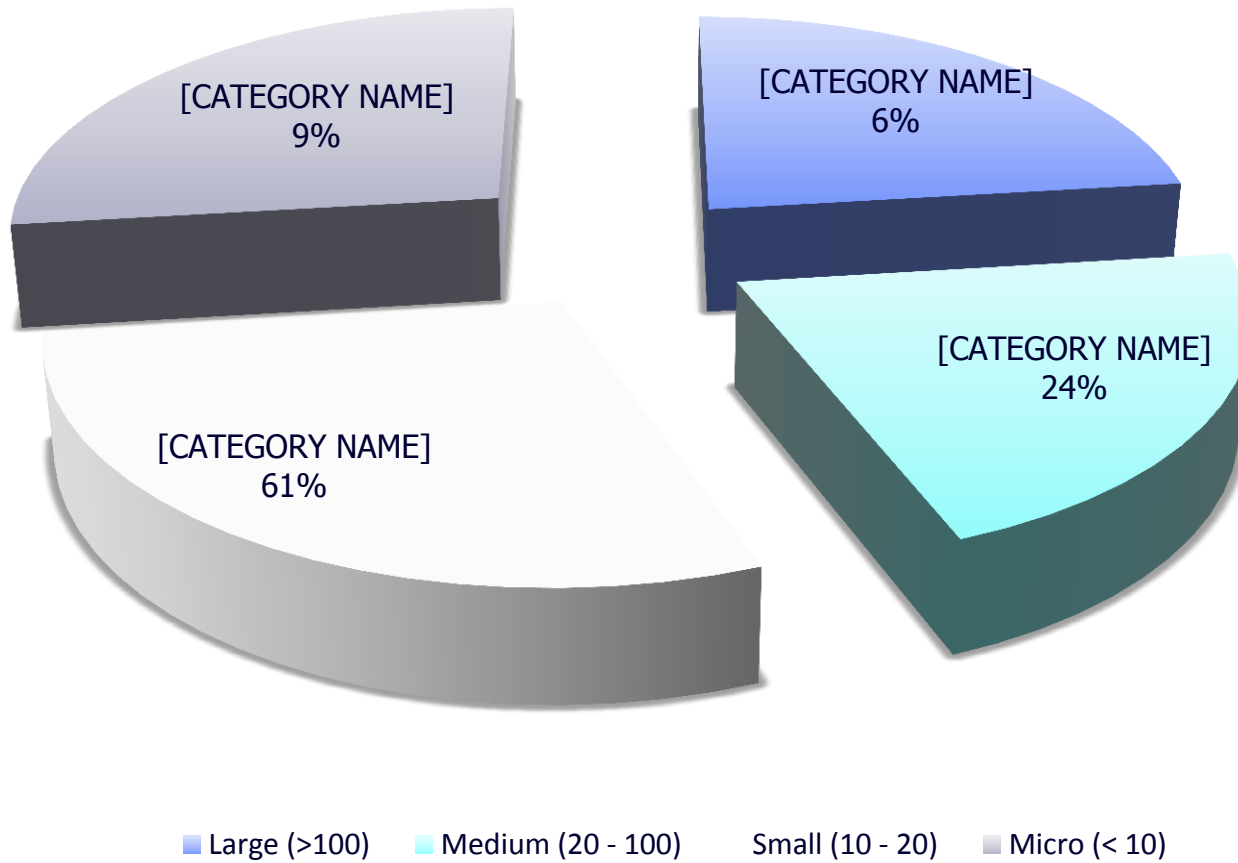 [CATEGORY NAME]
9%
[CATEGORY NAME]
6%
[CATEGORY NAME]
24%
[CATEGORY NAME]
61%
Large (>100) Medium (20 - 100) Small (10 - 20) Micro (< 10)